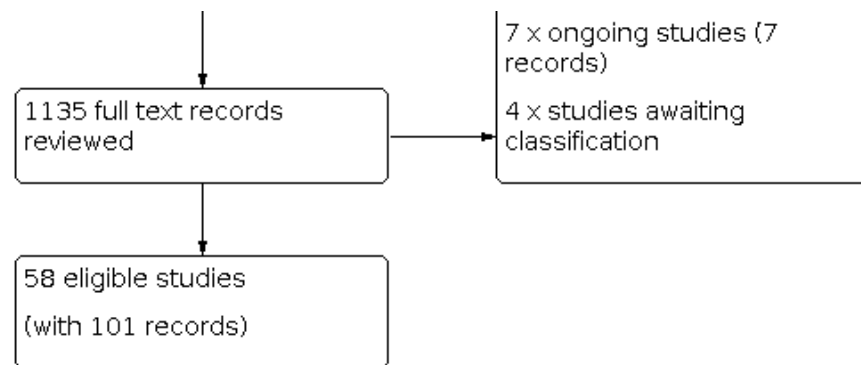 7 x ongoing studies (7
records)
4 x studies awaiting
classification
1135 full text records
reviewed
58 eligible studies
(with 101 records)